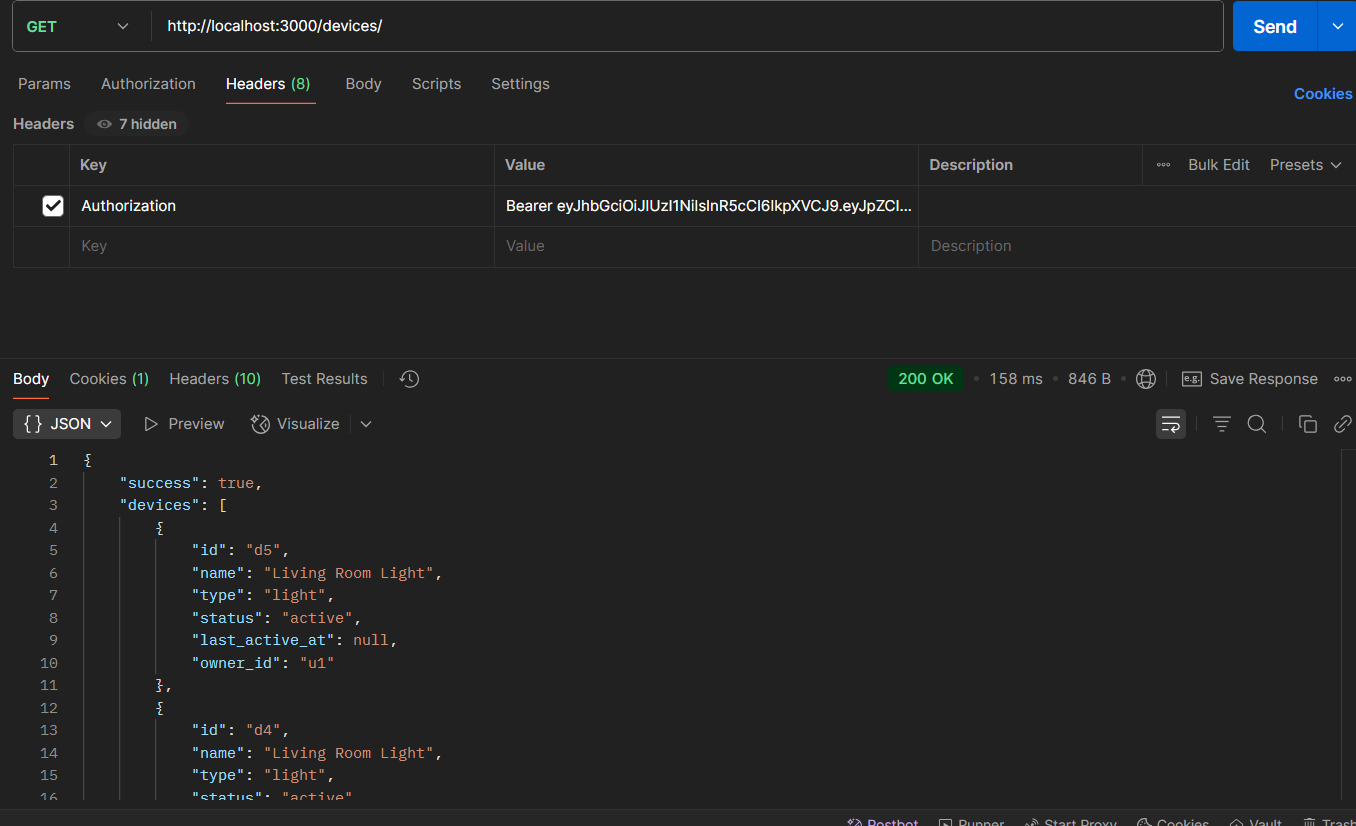 GET http://localhost:3000/devices/ Send
Params Authorization Headers (8) Body Scripts Settings
Cookies
Headers 7 hidden
Key Value Description Bulk Edit Presets
Authorization Bearer eyJhbGciOiJIUzI1NiIsInR5cCI6IkpXVCJ9.eyJpZCI...
Key Value Description
Body Cookies (1) Headers (10) Test Results 200 OK • 158 ms • 846 B • e.g. Save Response
{} JSON Preview Visualize
1 {
2 "success": true,
3 "devices": [
4 {
5 "id": "d5",
6 "name": "Living Room Light",
7 "type": "light",
8 "status": "active",
9 "last_active_at": null,
10 "owner_id": "u1"
11 },
12 {
13 "id": "d4",
14 "name": "Living Room Light",
15 "type": "light",
16 "status": "active"
Postbot Runner Start Proxy Cookies Vault Trash